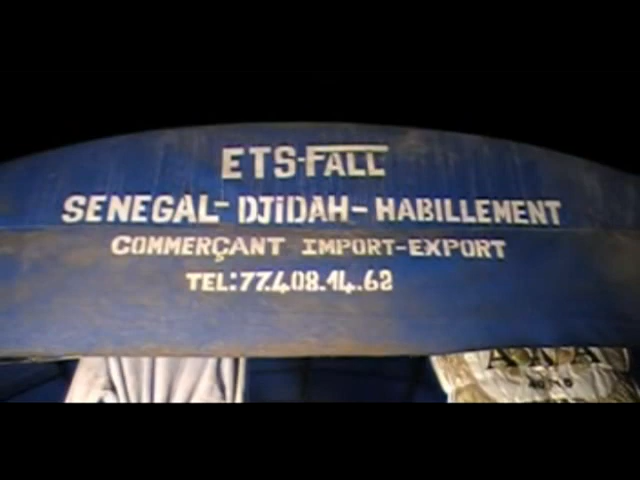 ETS-FALL
SENEGAL-DJIDAH-HABILLEMENT
COMMERÇANT IMPORT-EXPORT
TEL:77.408.14.62